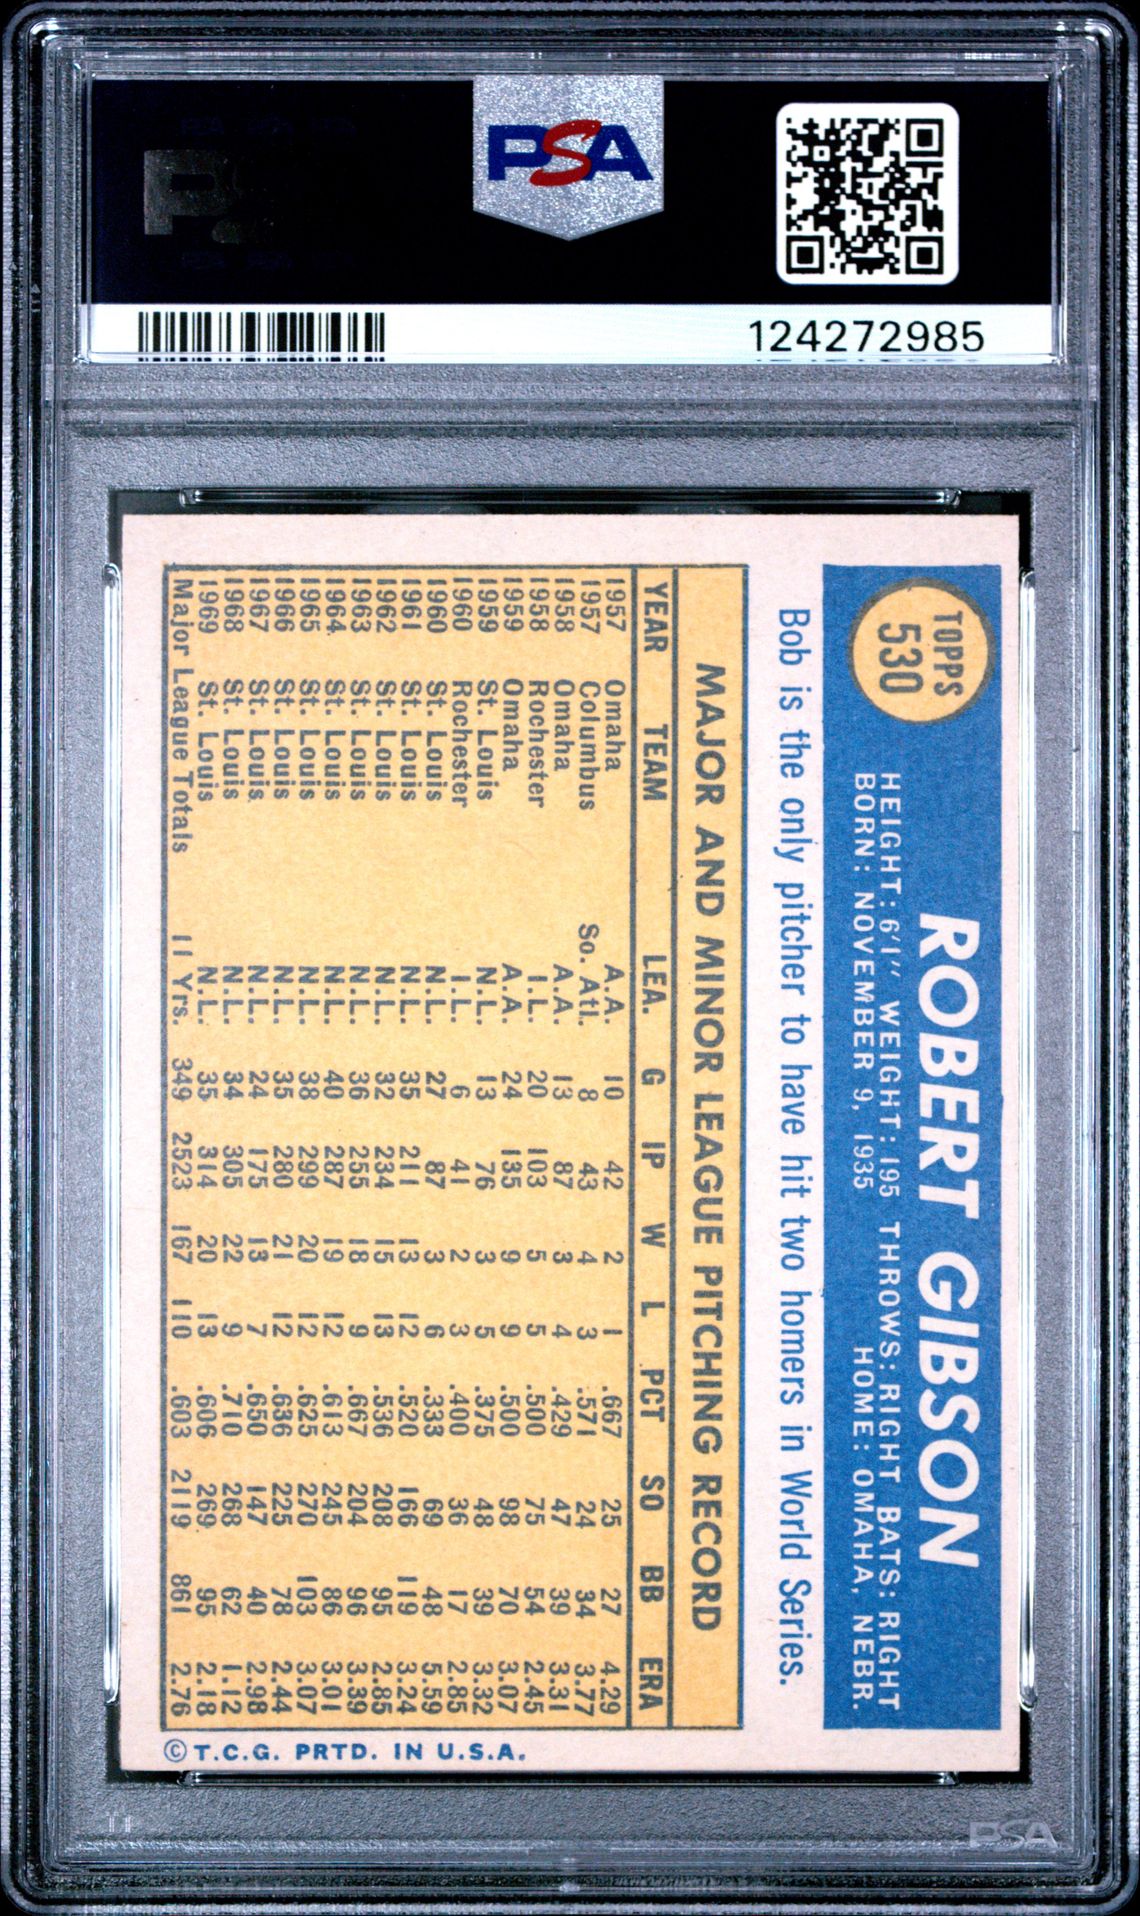 PSA
124272985
TOPPS
530
ROBERT GIBSON
HEIGHT: 6'1" WEIGHT: 195 THROWS: RIGHT BATS: RIGHT
BORN: NOVEMBER 9, 1935 HOME: OMAHA, NEBR.
Bob is the only pitcher to have hit two homers in World Series.
MAJOR AND MINOR LEAGUE PITCHING RECORD
YEAR TEAM LEA. G IP W L PCT SO BB ERA
1957 Omaha A.A. 10 42 2 1 .667 25 27 4.29
1957 Columbus So. Atl. 8 43 4 3 .571 24 34 3.77
1958 Omaha A.A. 13 87 3 4 .429 47 39 3.31
1958 Rochester I.L. 20 103 5 5 .500 75 54 2.45
1959 Omaha A.A. 24 135 9 9 .500 98 70 3.07
1959 St. Louis N.L. 13 76 3 5 .375 48 39 3.32
1960 Rochester I.L. 6 41 2 3 .400 36 17 2.85
1960 St. Louis N.L. 27 87 3 6 .333 69 48 5.59
1961 St. Louis N.L. 35 211 13 12 .520 166 119 3.24
1962 St. Louis N.L. 32 234 15 13 .536 208 95 2.85
1963 St. Louis N.L. 36 255 18 9 .667 204 96 3.39
1964 St. Louis N.L. 40 287 19 12 .613 245 86 3.01
1965 St. Louis N.L. 38 299 20 12 .625 270 103 3.07
1966 St. Louis N.L. 35 280 21 12 .636 225 78 2.44
1967 St. Louis N.L. 24 175 13 7 .650 147 40 2.98
1968 St. Louis N.L. 34 305 22 9 .710 268 62 1.12
1969 St. Louis N.L. 35 314 20 13 .606 269 95 2.18
Major League Totals 11 Yrs. 349 2523 167 110 .603 2119 861 2.76
© T.C.G. PRTD. IN U.S.A.
PSA